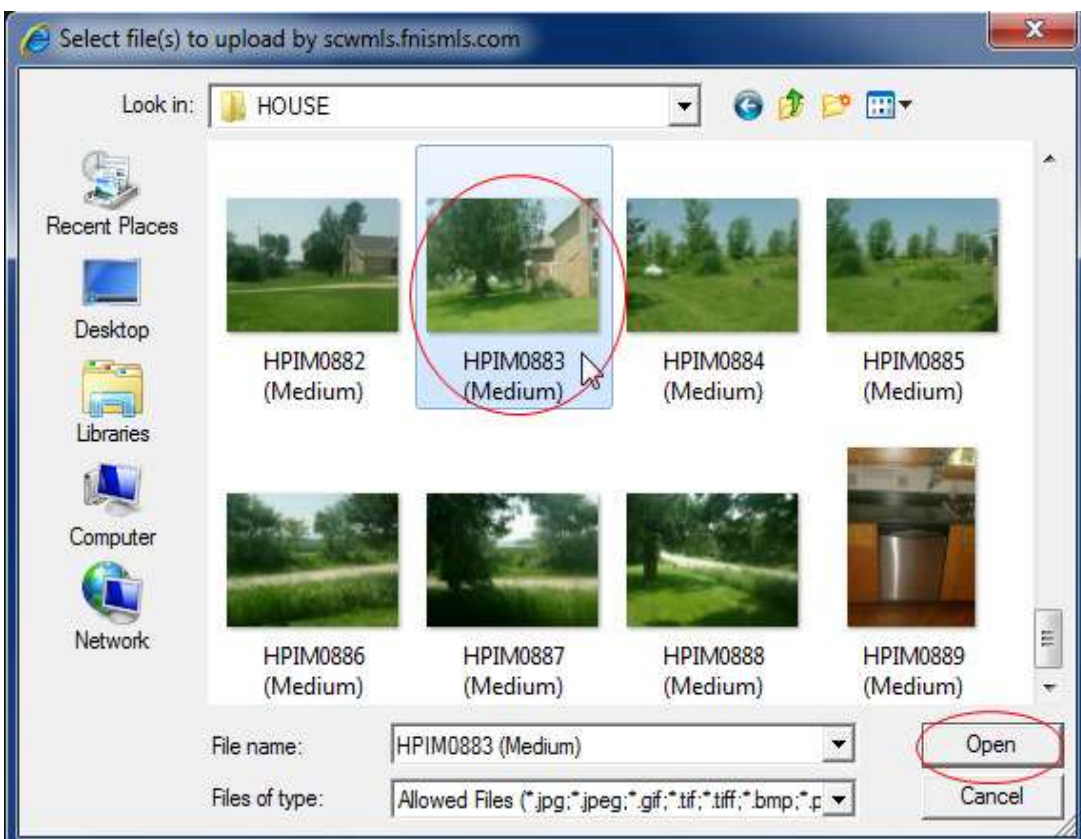 Select file(s) to upload by scwmls.fnismls.com
Look in:
HOUSE
Recent Places
Desktop
Libraries
Computer
Network
HPIM0882
(Medium)
HPIM0883
(Medium)
HPIM0884
(Medium)
HPIM0885
(Medium)
HPIM0886
(Medium)
HPIM0887
(Medium)
HPIM0888
(Medium)
HPIM0889
(Medium)
File name:
HPIM0883 (Medium)
Open
Files of type:
Allowed Files (*.jpg;*.jpeg;*.gif;*.tif;*.tiff;*.bmp;*.p
Cancel